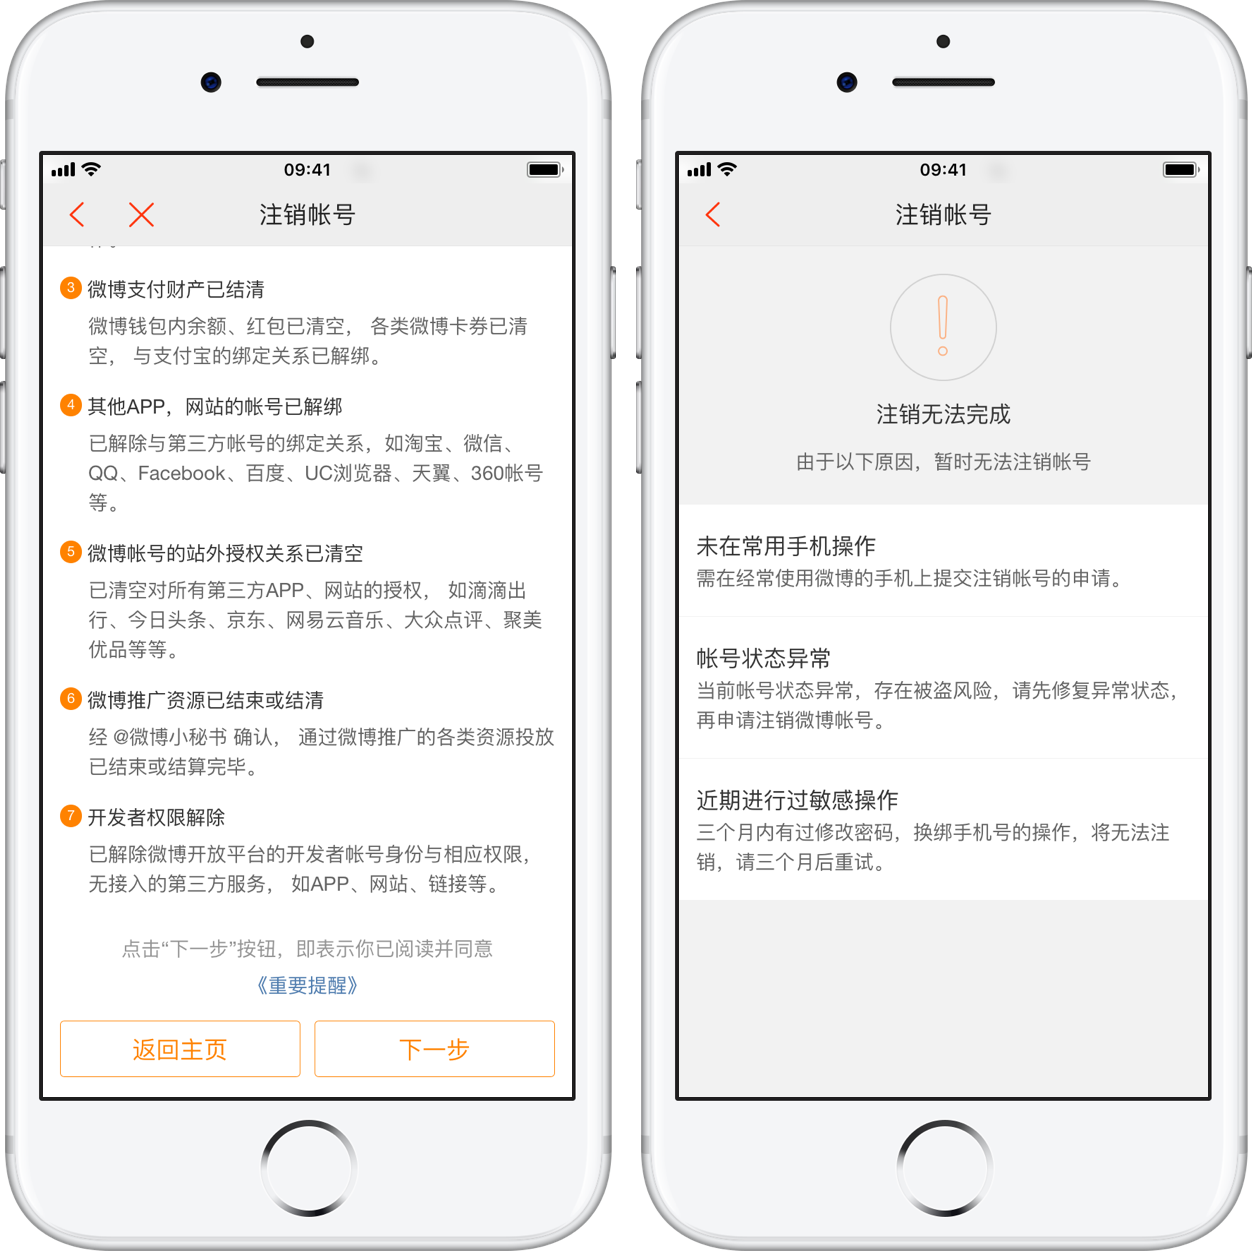 09:41
注销帐号
3 微博支付财产已结清
微博钱包内余额、红包已清空， 各类微博卡券已清
空， 与支付宝的绑定关系已解绑。
4 其他APP，网站的帐号已解绑
已解除与第三方帐号的绑定关系，如淘宝、微信、
QQ、Facebook、百度、UC浏览器、天翼、360帐号
等。
5 微博帐号的站外授权关系已清空
已清空对所有第三方APP、网站的授权， 如滴滴出
行、今日头条、京东、网易云音乐、大众点评、聚美
优品等等。
6 微博推广资源已结束或结清
经 @微博小秘书 确认， 通过微博推广的各类资源投放
已结束或结算完毕。
7 开发者权限解除
已解除微博开放平台的开发者帐号身份与相应权限，
无接入的第三方服务， 如APP、网站、链接等。
点击“下一步”按钮，即表示你已阅读并同意
《重要提醒》
返回主页
下一步
09:41
注销帐号
注销无法完成
由于以下原因，暂时无法注销帐号
未在常用手机操作
需在经常使用微博的手机上提交注销帐号的申请。
帐号状态异常
当前帐号状态异常，存在被盗风险，请先修复异常状态，
再申请注销微博帐号。
近期进行过敏感操作
三个月内有过修改密码，换绑手机号的操作，将无法注
销，请三个月后重试。